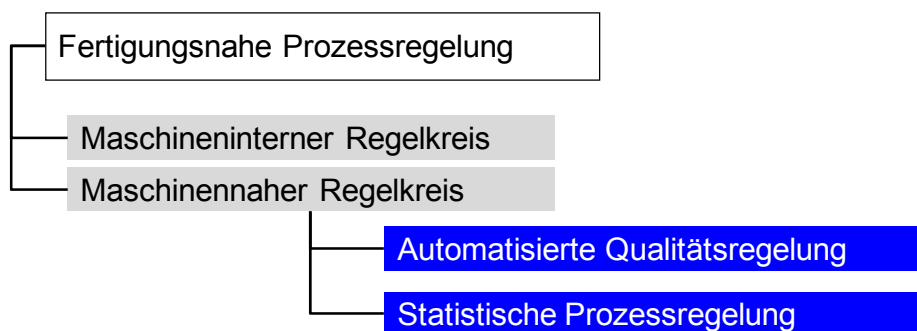 Fertigungsnahe Prozessregelung
Maschineninterner Regelkreis
Maschinennaher Regelkreis
Automatisierte Qualitätsregelung
Statistische Prozessregelung